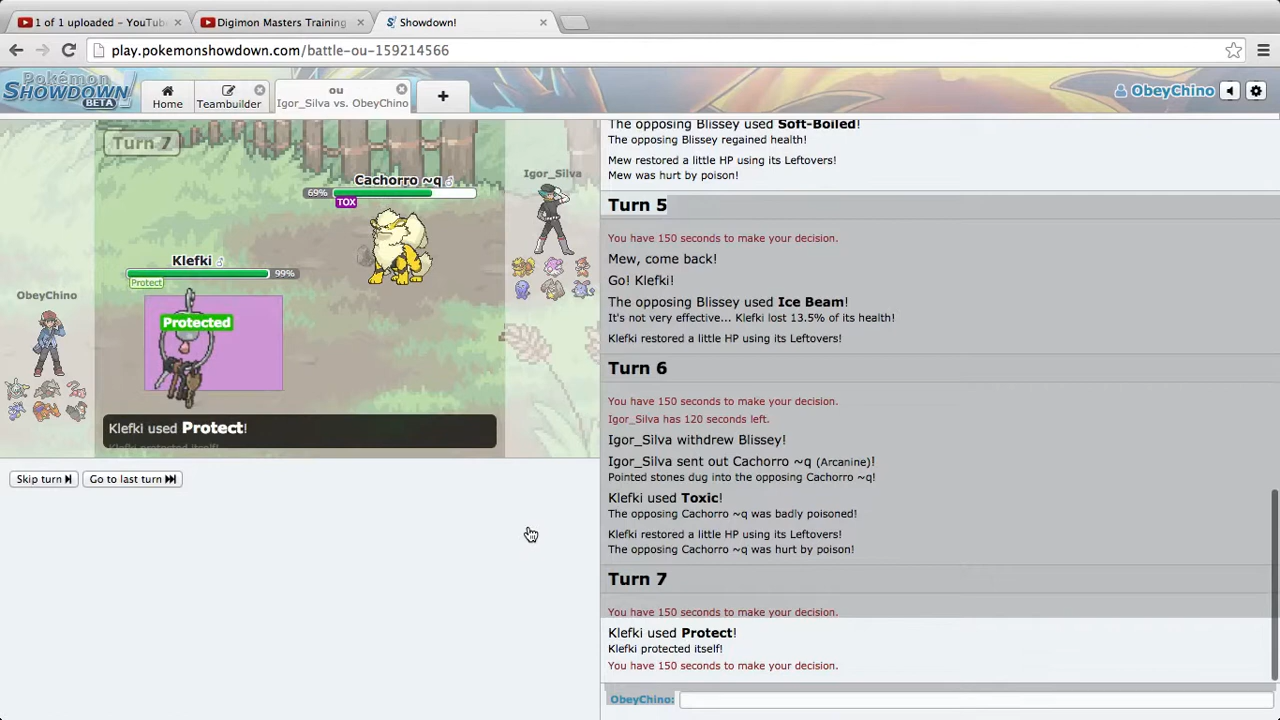 1 of 1 uploaded - YouTub
Digimon Masters Training
Showdown!
play.pokemonshowdown.com/battle-ou-159214566
Pokémon
Showdown
BETA
Home
Teambuilder
ou
Igor_Silva vs. ObeyChino
+
ObeyChino
Turn 7
Cachorro ~q ♂
69%
TOX
Klefki ♂
99%
Protect
Protected
Igor_Silva
ObeyChino
Klefki used Protect!
Klefki protected itself!
Skip turn
Go to last turn
The opposing Blissey used Soft-Boiled!
The opposing Blissey regained health!
Mew restored a little HP using its Leftovers!
Mew was hurt by poison!
Turn 5
You have 150 seconds to make your decision.
Mew, come back!
Go! Klefki!
The opposing Blissey used Ice Beam!
It's not very effective... Klefki lost 13.5% of its health!
Klefki restored a little HP using its Leftovers!
Turn 6
You have 150 seconds to make your decision.
Igor_Silva has 120 seconds left.
Igor_Silva withdrew Blissey!
Igor_Silva sent out Cachorro ~q (Arcanine)!
Pointed stones dug into the opposing Cachorro ~q!
Klefki used Toxic!
The opposing Cachorro ~q was badly poisoned!
Klefki restored a little HP using its Leftovers!
The opposing Cachorro ~q was hurt by poison!
Turn 7
You have 150 seconds to make your decision.
Klefki used Protect!
Klefki protected itself!
You have 150 seconds to make your decision.
ObeyChino: